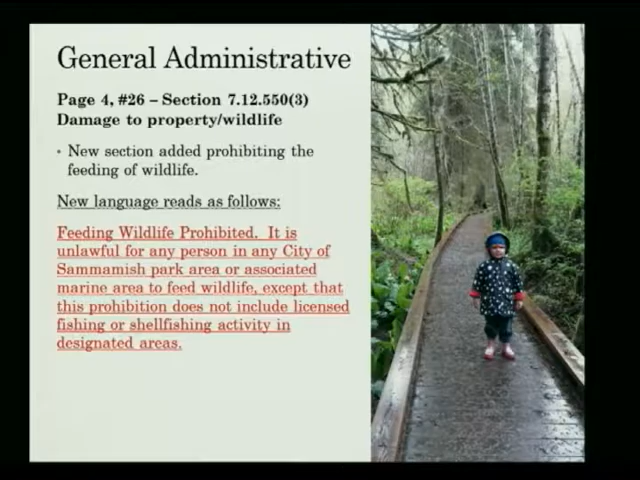 General Administrative
Page 4, #26 – Section 7.12.550(3)
Damage to property/wildlife
• New section added prohibiting the
feeding of wildlife.
New language reads as follows:
Feeding Wildlife Prohibited. It is
unlawful for any person in any City of
Sammamish park area or associated
marine area to feed wildlife, except that
this prohibition does not include licensed
fishing or shellfishing activity in
designated areas.